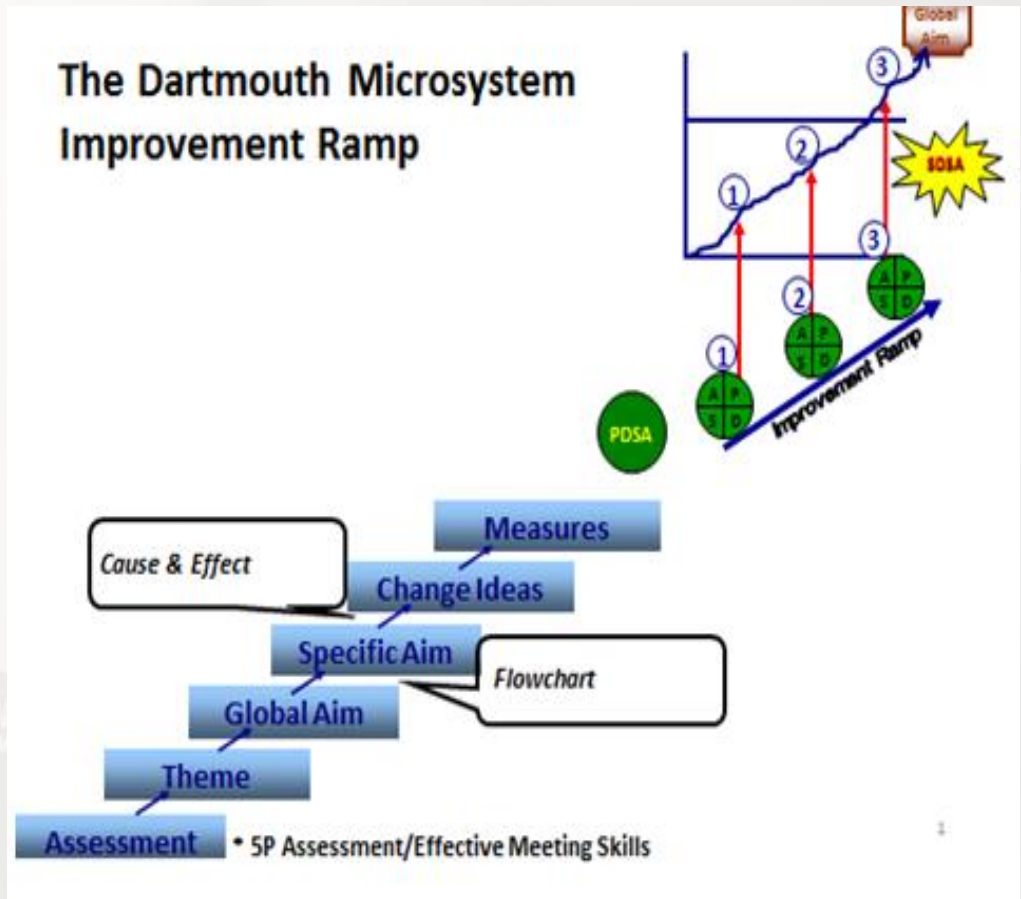 The Dartmouth Microsystem
Improvement Ramp
Global
Aim
3
2
1
SDSA
3
A P
S D
2
A P
S D
1
A P
S D
Improvement Ramp
PDSA
Measures
Cause & Effect
Change Ideas
Specific Aim
Flowchart
Global Aim
Theme
Assessment * 5P Assessment/Effective Meeting Skills
1